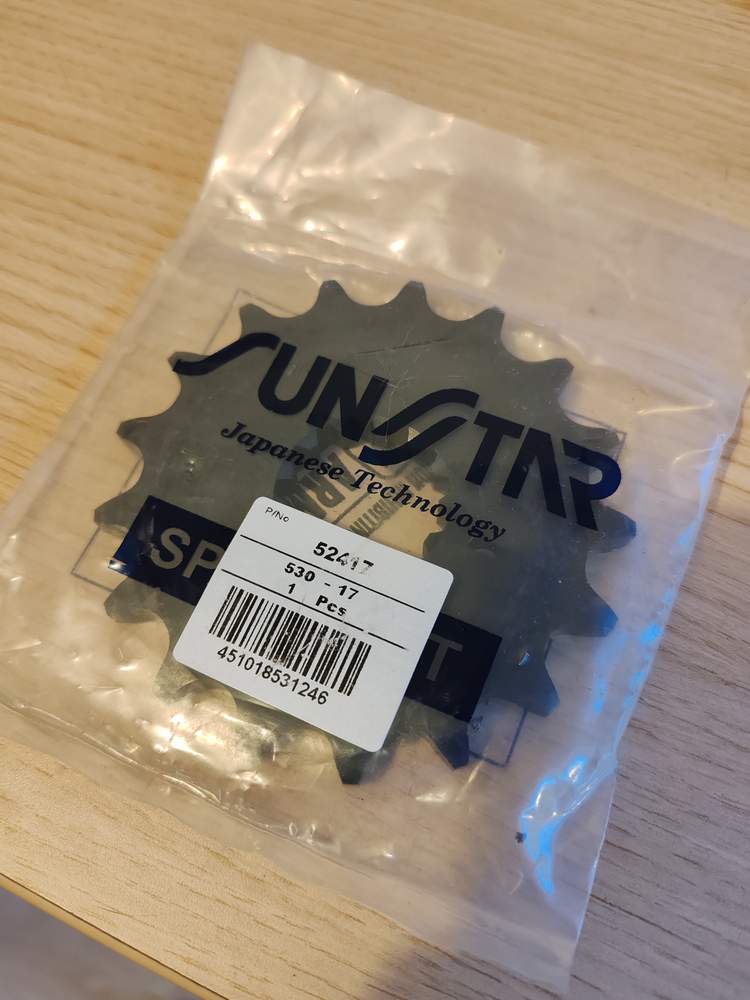 SUNSTAR
Japanese Technology
P/No
52417
530 - 17
1 Pcs
451018531246